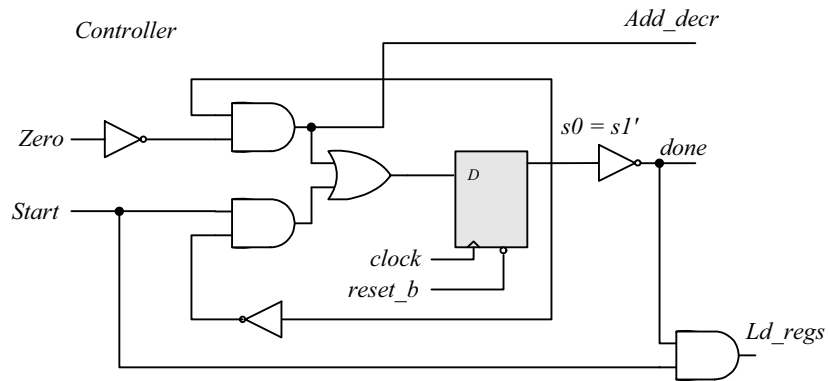 Add_decr
Controller
s0 = s1'
Zero
done
D
Start
clock
reset_b
Ld_regs